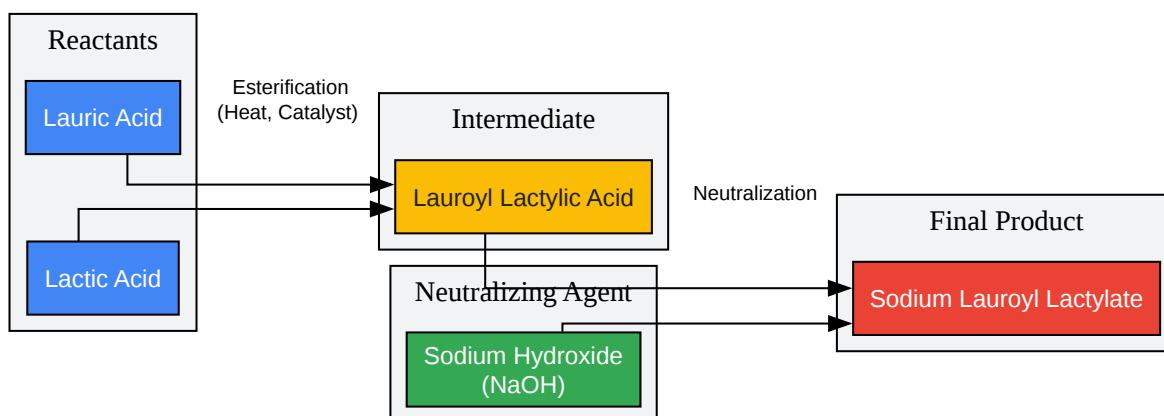 Reactants
Lauric Acid
Lactic Acid
Esterification
(Heat, Catalyst)
Intermediate
Lauroyl Lactylic Acid
Neutralizing Agent
Sodium Hydroxide
(NaOH)
Neutralization
Final Product
Sodium Lauroyl Lactylate